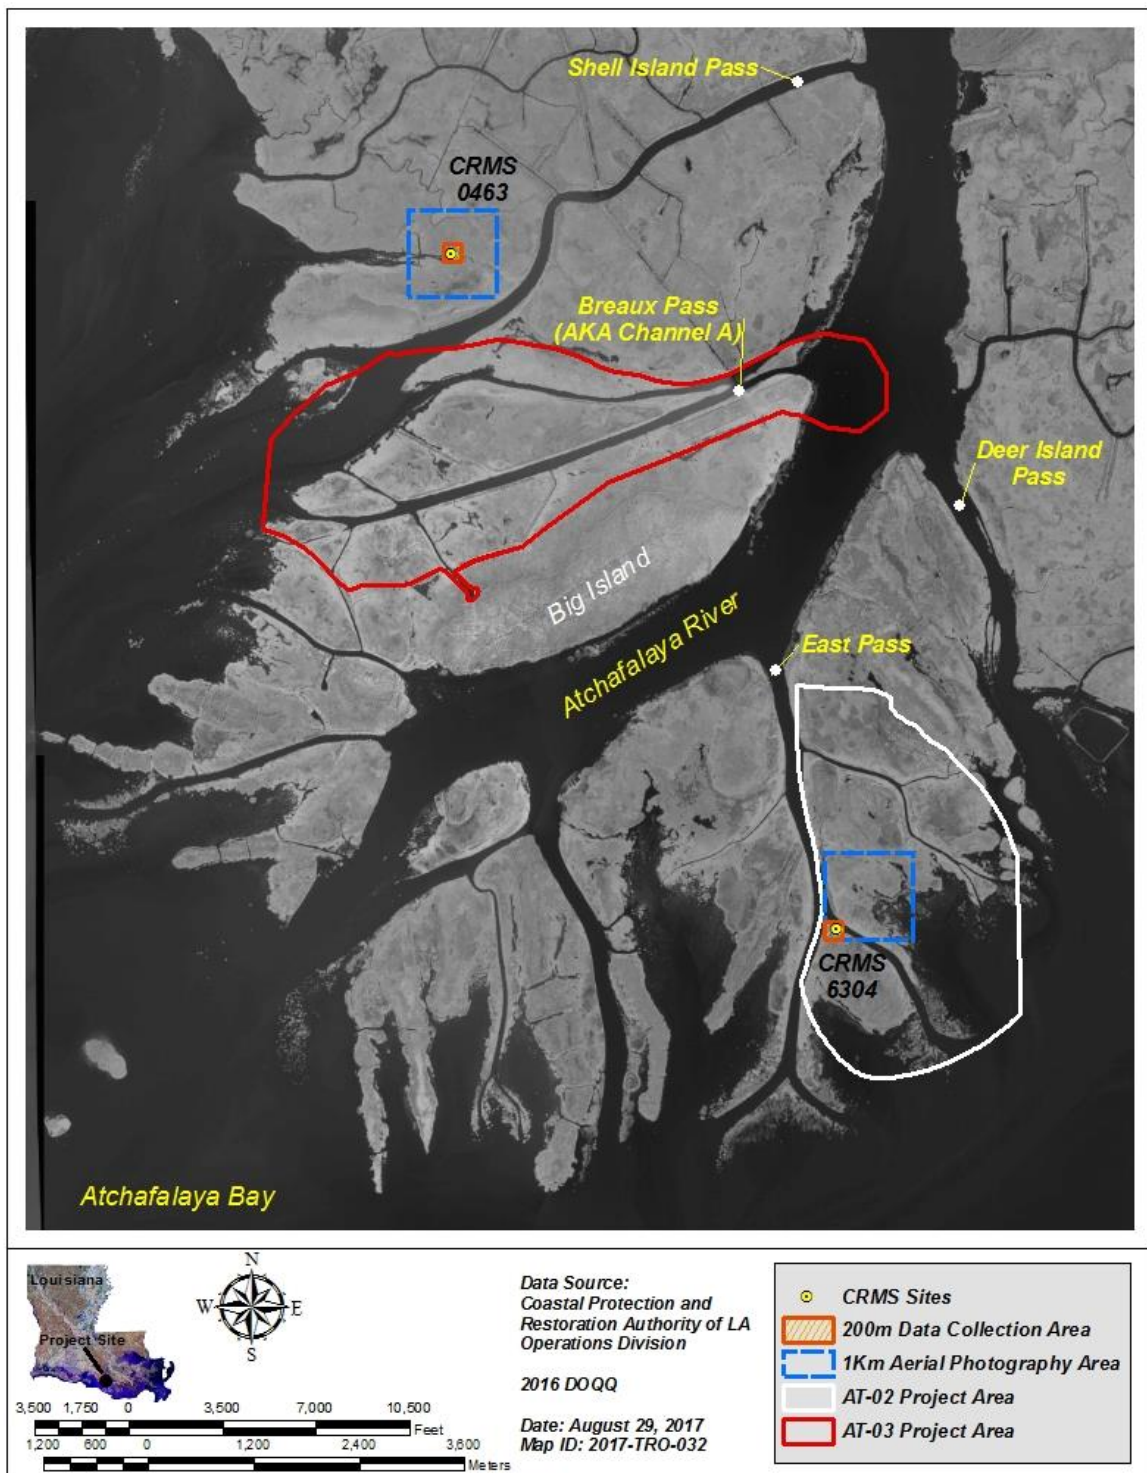 Shell Island Pass
CRMS
0463
Breaux Pass
(AKA Channel A)
Deer Island
Pass
Big Island
Atchafalaya River
East Pass
CRMS
6304
Atchafalaya Bay
Louisiana
Project Site
N
W
E
S
3,500 1,750 0 3,500 7,000 10,500
Feet
1,200 600 0 1,200 2,400 3,600
Meters
Data Source:
Coastal Protection and
Restoration Authority of LA
Operations Division
2016 DOQQ
Date: August 29, 2017
Map ID: 2017-TRO-032
CRMS Sites
200m Data Collection Area
1Km Aerial Photography Area
AT-02 Project Area
AT-03 Project Area